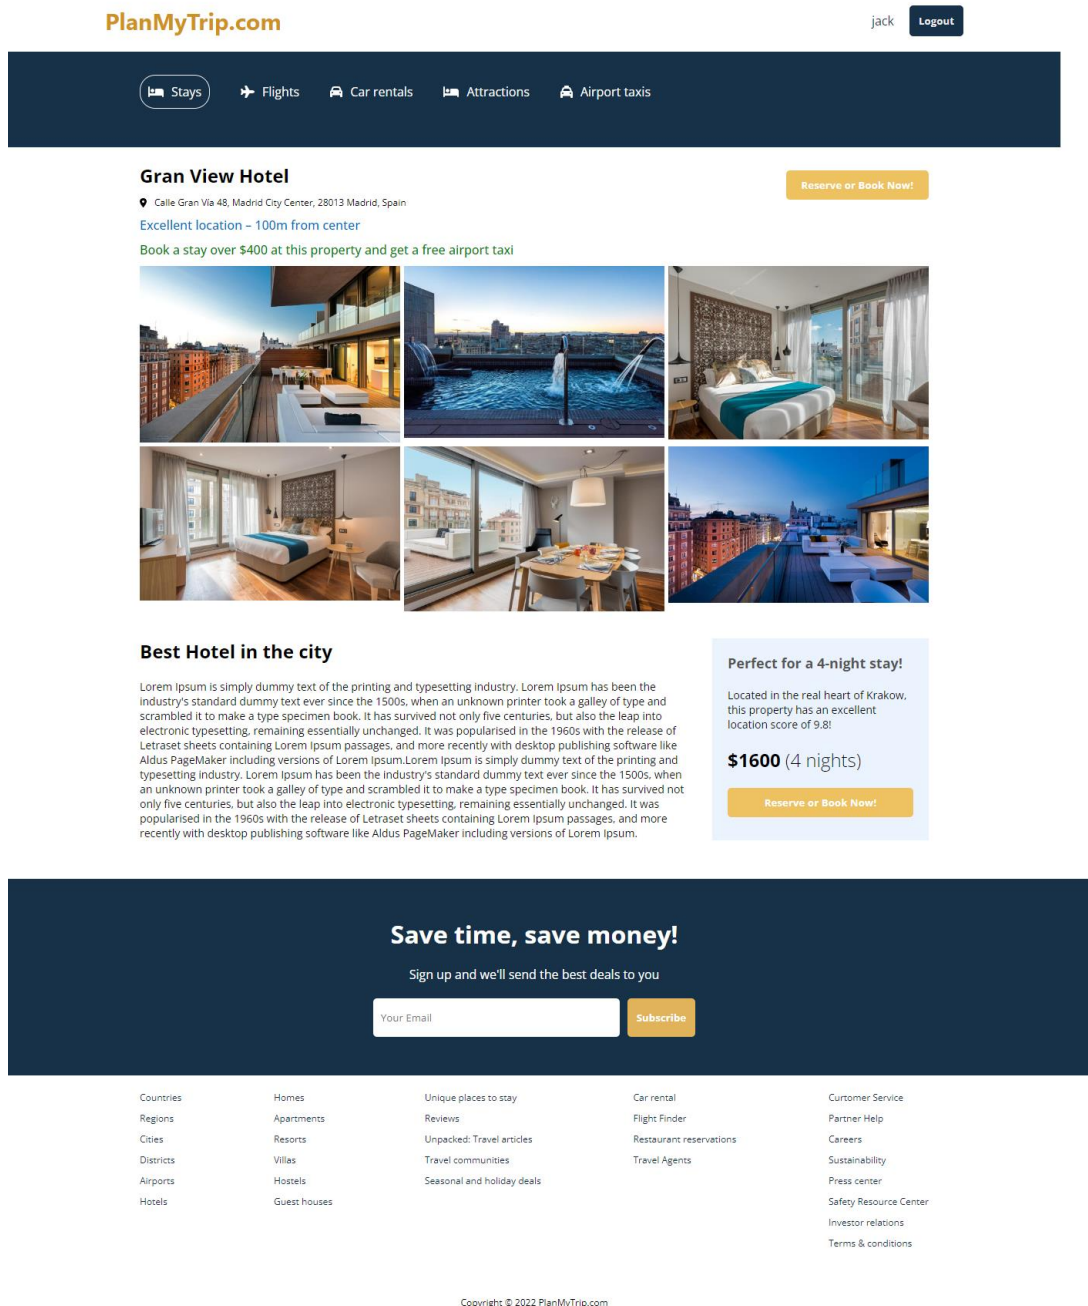 PlanMyTrip.com
jack
Logout
Stays
Flights
Car rentals
Attractions
Airport taxis
Gran View Hotel
Reserve or Book Now!
Calle Gran Vía 48, Madrid City Center, 28013 Madrid, Spain
Excellent location – 100m from center
Book a stay over $400 at this property and get a free airport taxi
Best Hotel in the city
Lorem Ipsum is simply dummy text of the printing and typesetting industry. Lorem Ipsum has been the
industry's standard dummy text ever since the 1500s, when an unknown printer took a galley of type and
scrambled it to make a type specimen book. It has survived not only five centuries, but also the leap into
electronic typesetting, remaining essentially unchanged. It was popularised in the 1960s with the release of
Letraset sheets containing Lorem Ipsum passages, and more recently with desktop publishing software like
Aldus PageMaker including versions of Lorem Ipsum.Lorem Ipsum is simply dummy text of the printing and
typesetting industry. Lorem Ipsum has been the industry's standard dummy text ever since the 1500s, when
an unknown printer took a galley of type and scrambled it to make a type specimen book. It has survived not
only five centuries, but also the leap into electronic typesetting, remaining essentially unchanged. It was
popularised in the 1960s with the release of Letraset sheets containing Lorem Ipsum passages, and more
recently with desktop publishing software like Aldus PageMaker including versions of Lorem Ipsum.
Perfect for a 4-night stay!
Located in the real heart of Krakow,
this property has an excellent
location score of 9.8!
$1600 (4 nights)
Reserve or Book Now!
Save time, save money!
Sign up and we'll send the best deals to you
Your Email
Subscribe
Countries
Regions
Cities
Districts
Airports
Hotels
Homes
Apartments
Resorts
Villas
Hostels
Guest houses
Unique places to stay
Reviews
Unpacked: Travel articles
Travel communities
Seasonal and holiday deals
Car rental
Flight Finder
Restaurant reservations
Travel Agents
Curtomer Service
Partner Help
Careers
Sustainability
Press center
Safety Resource Center
Investor relations
Terms & conditions
Copyright © 2022 PlanMyTrip.com